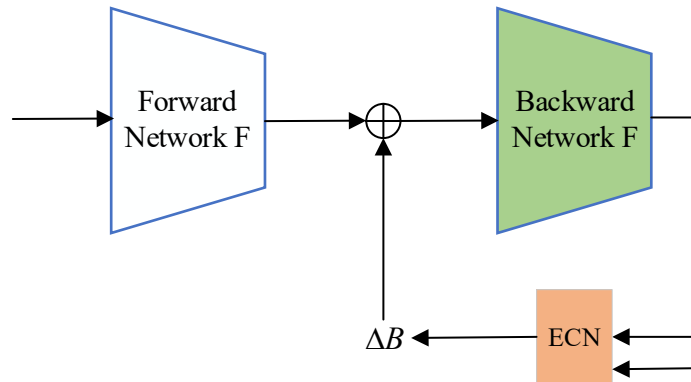 Forward
Network F
Backward
Network F
ΔB
ECN